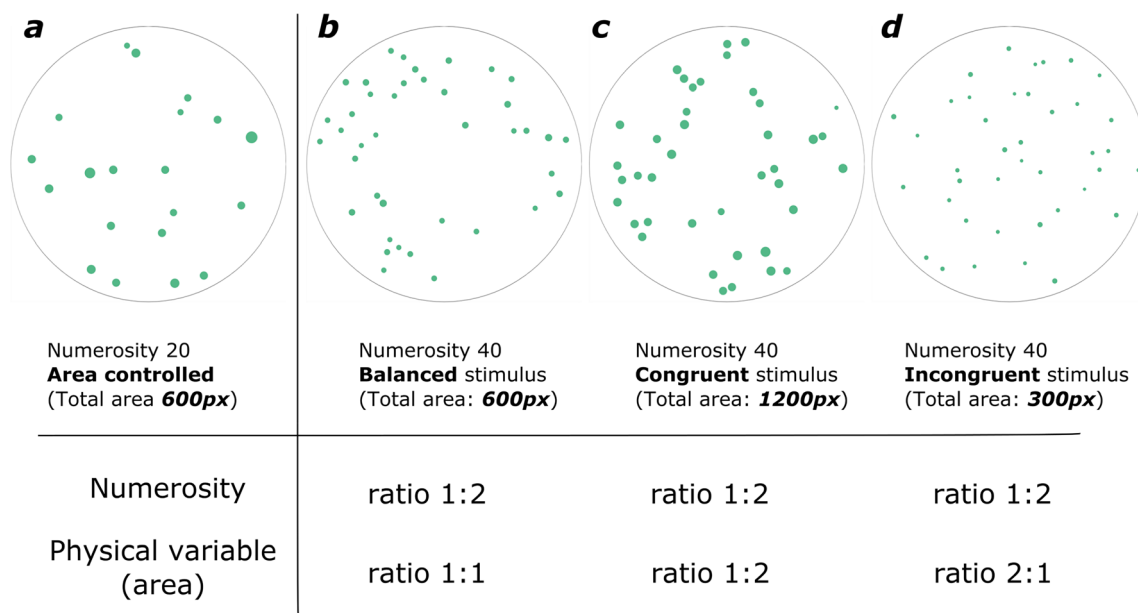 a
b
c
d
Numerosity 20
Area controlled
(Total area 600px)
Numerosity 40
Balanced stimulus
(Total area: 600px)
Numerosity 40
Congruent stimulus
(Total area: 1200px)
Numerosity 40
Incongruent stimulus
(Total area: 300px)
Numerosity
ratio 1:2
ratio 1:2
ratio 1:2
Physical variable
(area)
ratio 1:1
ratio 1:2
ratio 2:1